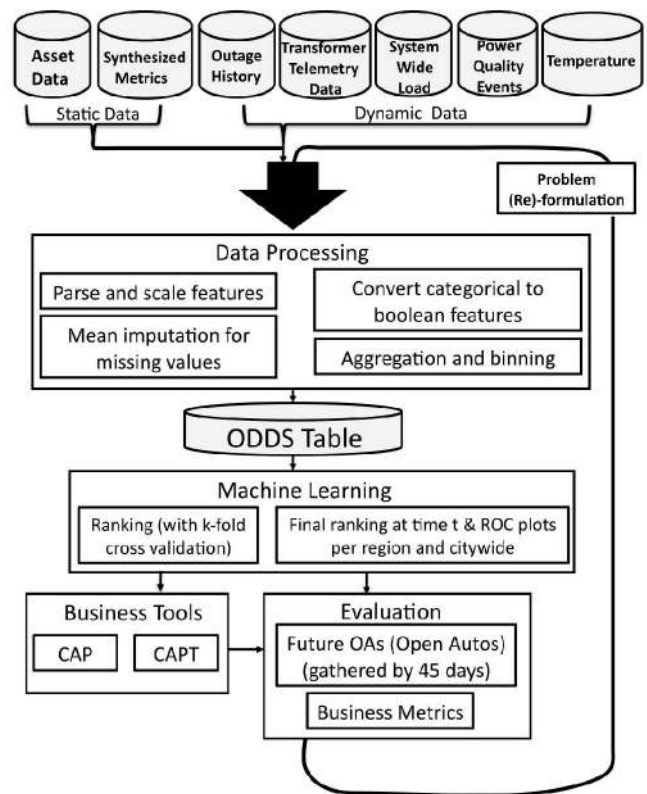 Asset
Data
Synthesized
Metrics
Outage
History
Transformer
Telemetry
Data
System
Wide
Load
Power
Quality
Events
Temperature
Static Data
Dynamic Data
Problem
(Re)-formulation
Data Processing
Parse and scale features
Convert categorical to
boolean features
Mean imputation for
missing values
Aggregation and binning
ODDS Table
Machine Learning
Ranking (with k-fold
cross validation)
Final ranking at time t & ROC plots
per region and citywide
Business Tools
CAP
CAPT
Evaluation
Future OAs (Open Autos)
(gathered by 45 days)
Business Metrics